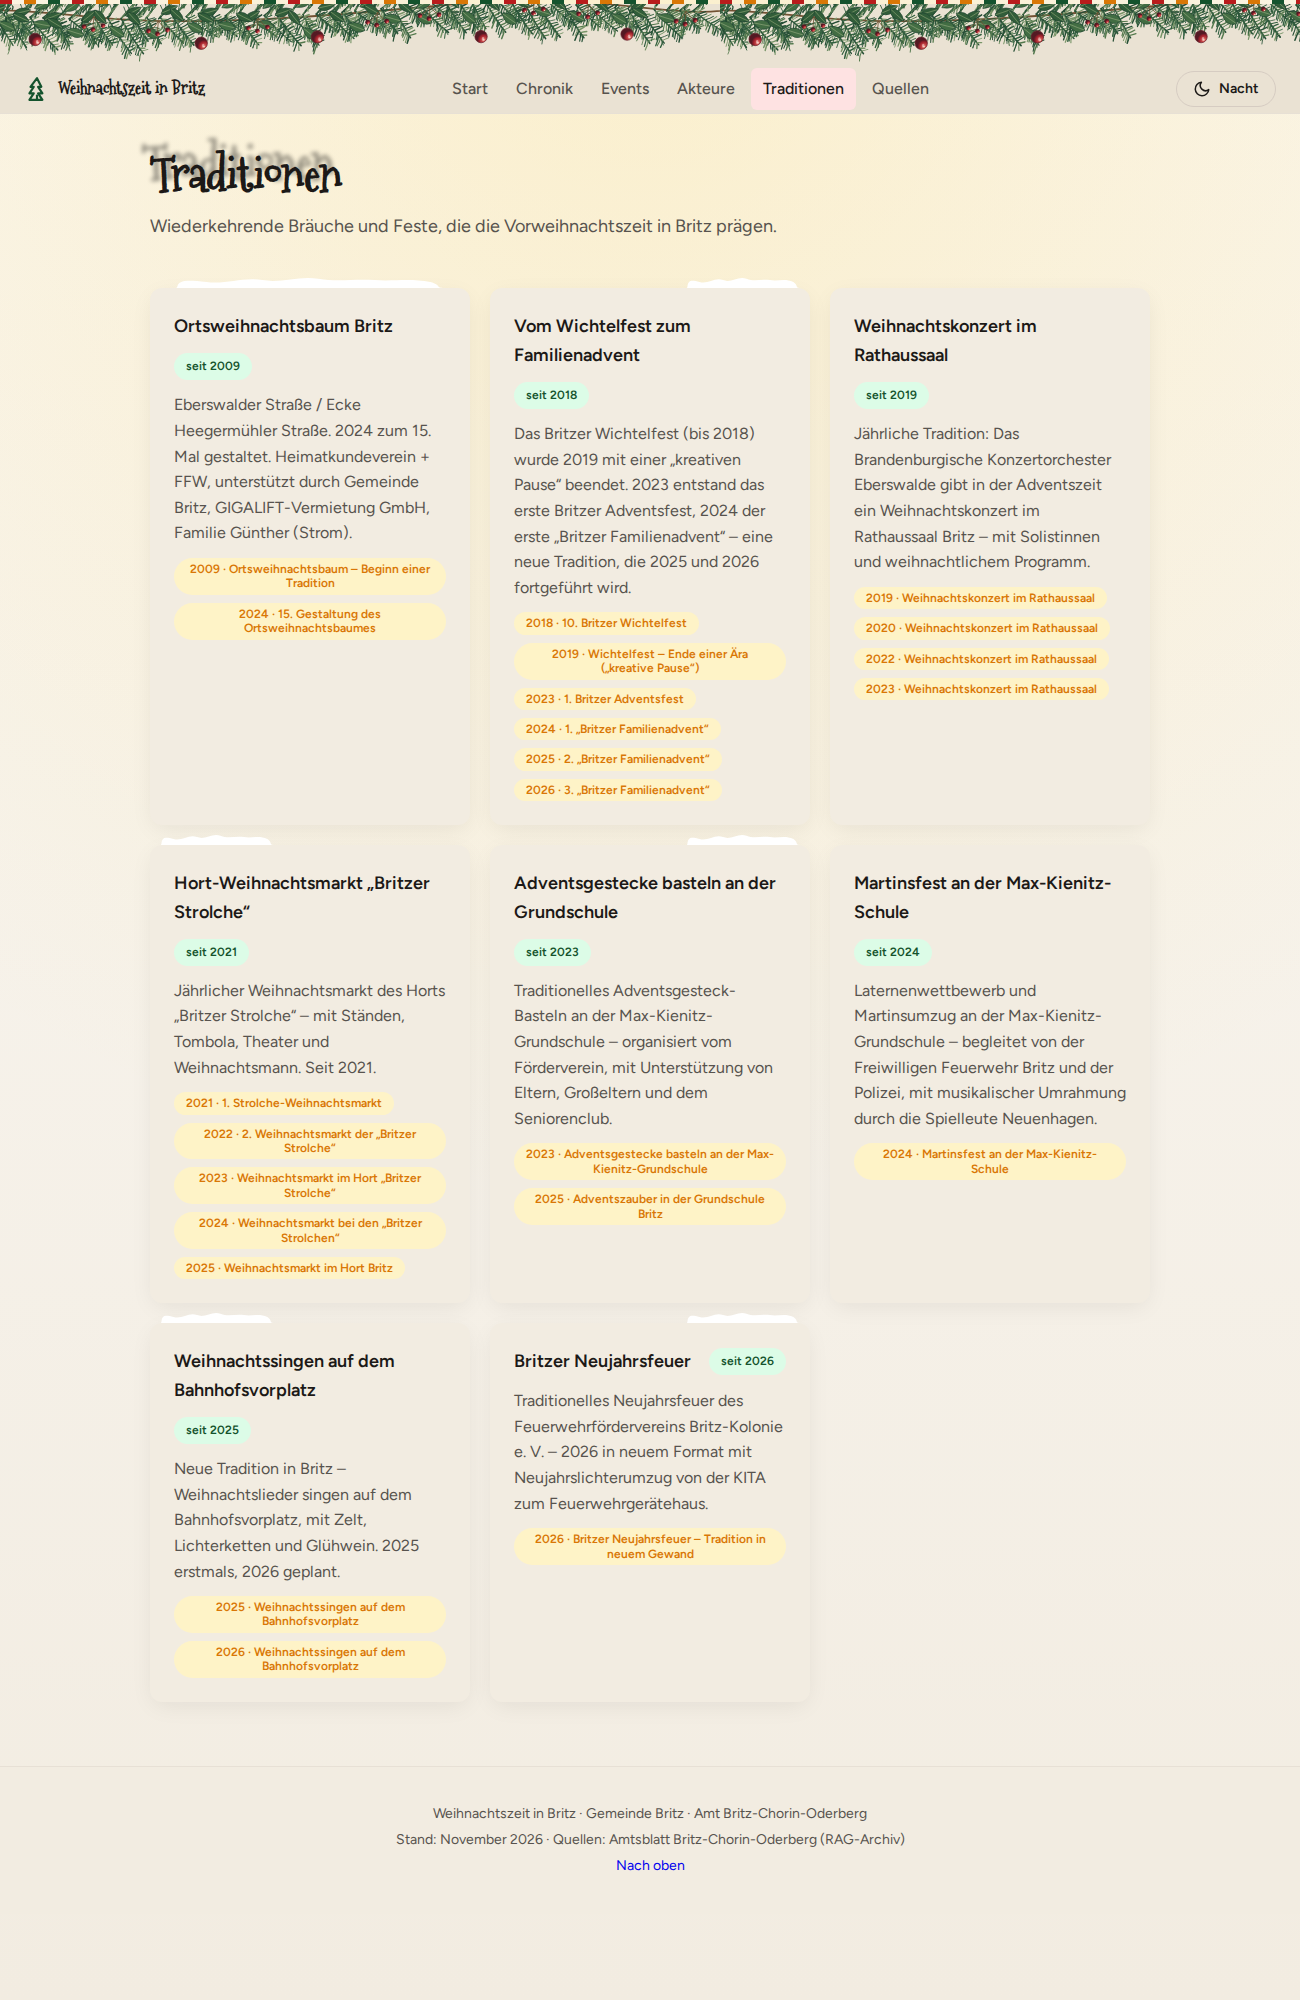 Weihnachtszeit in Britz
Start Chronik Events Akteure Traditionen Quellen
Nacht
Traditionen
Wiederkehrende Bräuche und Feste, die die Vorweihnachtszeit in Britz prägen.
Ortsweihnachtsbaum Britz
seit 2009
Eberswalder Straße / Ecke
Heegermühler Straße. 2024 zum 15.
Mal gestaltet. Heimatkundeverein +
FFW, unterstützt durch Gemeinde
Britz, GIGALIFT-Vermietung GmbH,
Familie Günther (Strom).
2009 · Ortsweihnachtsbaum – Beginn einer
Tradition
2024 · 15. Gestaltung des
Ortsweihnachtsbaumes
Vom Wichtelfest zum
Familienadvent
seit 2018
Das Britzer Wichtelfest (bis 2018)
wurde 2019 mit einer „kreativen
Pause“ beendet. 2023 entstand das
erste Britzer Adventsfest, 2024 der
erste „Britzer Familienadvent“ – eine
neue Tradition, die 2025 und 2026
fortgeführt wird.
2018 · 10. Britzer Wichtelfest
2019 · Wichtelfest – Ende einer Ära
(„kreative Pause“)
2023 · 1. Britzer Adventsfest
2024 · 1. „Britzer Familienadvent“
2025 · 2. „Britzer Familienadvent“
2026 · 3. „Britzer Familienadvent“
Weihnachtskonzert im
Rathaussaal
seit 2019
Jährliche Tradition: Das
Brandenburgische Konzertorchester
Eberswalde gibt in der Adventszeit
ein Weihnachtskonzert im
Rathaussaal Britz – mit Solistinnen
und weihnachtlichem Programm.
2019 · Weihnachtskonzert im Rathaussaal
2020 · Weihnachtskonzert im Rathaussaal
2022 · Weihnachtskonzert im Rathaussaal
2023 · Weihnachtskonzert im Rathaussaal
Hort-Weihnachtsmarkt „Britzer
Strolche“
seit 2021
Jährlicher Weihnachtsmarkt des Horts
„Britzer Strolche“ – mit Ständen,
Tombola, Theater und
Weihnachtsmann. Seit 2021.
2021 · 1. Strolche-Weihnachtsmarkt
2022 · 2. Weihnachtsmarkt der „Britzer
Strolche“
2023 · Weihnachtsmarkt im Hort „Britzer
Strolche“
2024 · Weihnachtsmarkt bei den „Britzer
Strolchen“
2025 · Weihnachtsmarkt im Hort Britz
Adventsgestecke basteln an der
Grundschule
seit 2023
Traditionelles Adventsgesteck-
Basteln an der Max-Kienitz-
Grundschule – organisiert vom
Förderverein, mit Unterstützung von
Eltern, Großeltern und dem
Seniorenclub.
2023 · Adventsgestecke basteln an der Max-
Kienitz-Grundschule
2025 · Adventszauber in der Grundschule
Britz
Martinsfest an der Max-Kienitz-
Schule
seit 2024
Laternenwettbewerb und
Martinsumzug an der Max-Kienitz-
Grundschule – begleitet von der
Freiwilligen Feuerwehr Britz und der
Polizei, mit musikalischer Umrahmung
durch die Spielleute Neuenhagen.
2024 · Martinsfest an der Max-Kienitz-
Schule
Weihnachtssingen auf dem
Bahnhofsvorplatz
seit 2025
Neue Tradition in Britz –
Weihnachtslieder singen auf dem
Bahnhofsvorplatz, mit Zelt,
Lichterketten und Glühwein. 2025
erstmals, 2026 geplant.
2025 · Weihnachtssingen auf dem
Bahnhofsvorplatz
2026 · Weihnachtssingen auf dem
Bahnhofsvorplatz
Britzer Neujahrsfeuer seit 2026
Traditionelles Neujahrsfeuer des
Feuerwehrfördervereins Britz-Kolonie
e. V. – 2026 in neuem Format mit
Neujahrslichterumzug von der KITA
zum Feuerwehrgerätehaus.
2026 · Britzer Neujahrsfeuer – Tradition in
neuem Gewand
Weihnachtszeit in Britz · Gemeinde Britz · Amt Britz-Chorin-Oderberg
Stand: November 2026 · Quellen: Amtsblatt Britz-Chorin-Oderberg (RAG-Archiv)
Nach oben